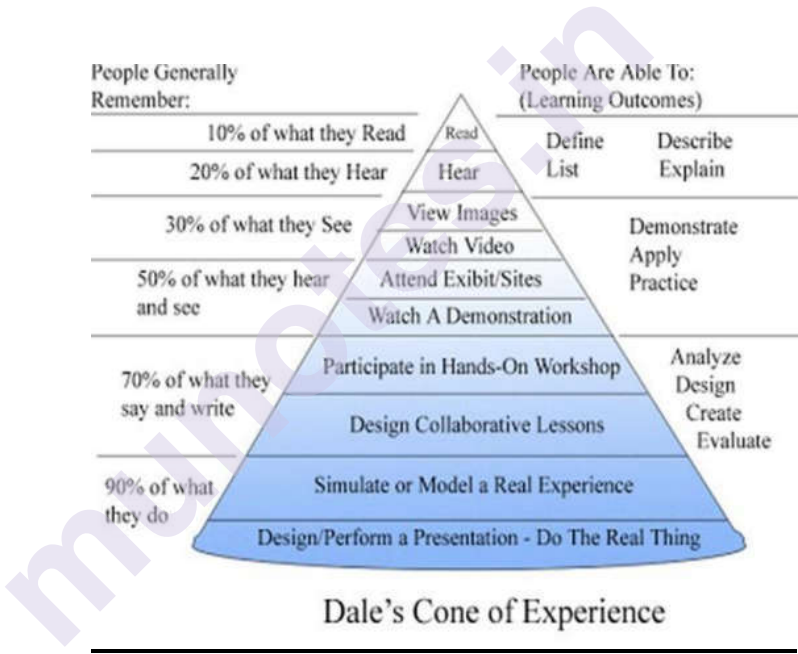 People Generally
Remember:
People Are Able To:
(Learning Outcomes)
10% of what they Read
Read
Define
Describe
20% of what they Hear
Hear
List
Explain
30% of what they See
View Images
Watch Video
Demonstrate
Apply
Practice
50% of what they hear
and see
Attend Exibit/Sites
Watch A Demonstration
70% of what they
say and write
Participate in Hands-On Workshop
Design Collaborative Lessons
Analyze
Design
Create
Evaluate
90% of what
they do
Simulate or Model a Real Experience
Design/Perform a Presentation - Do The Real Thing
Dale's Cone of Experience
munotes.in